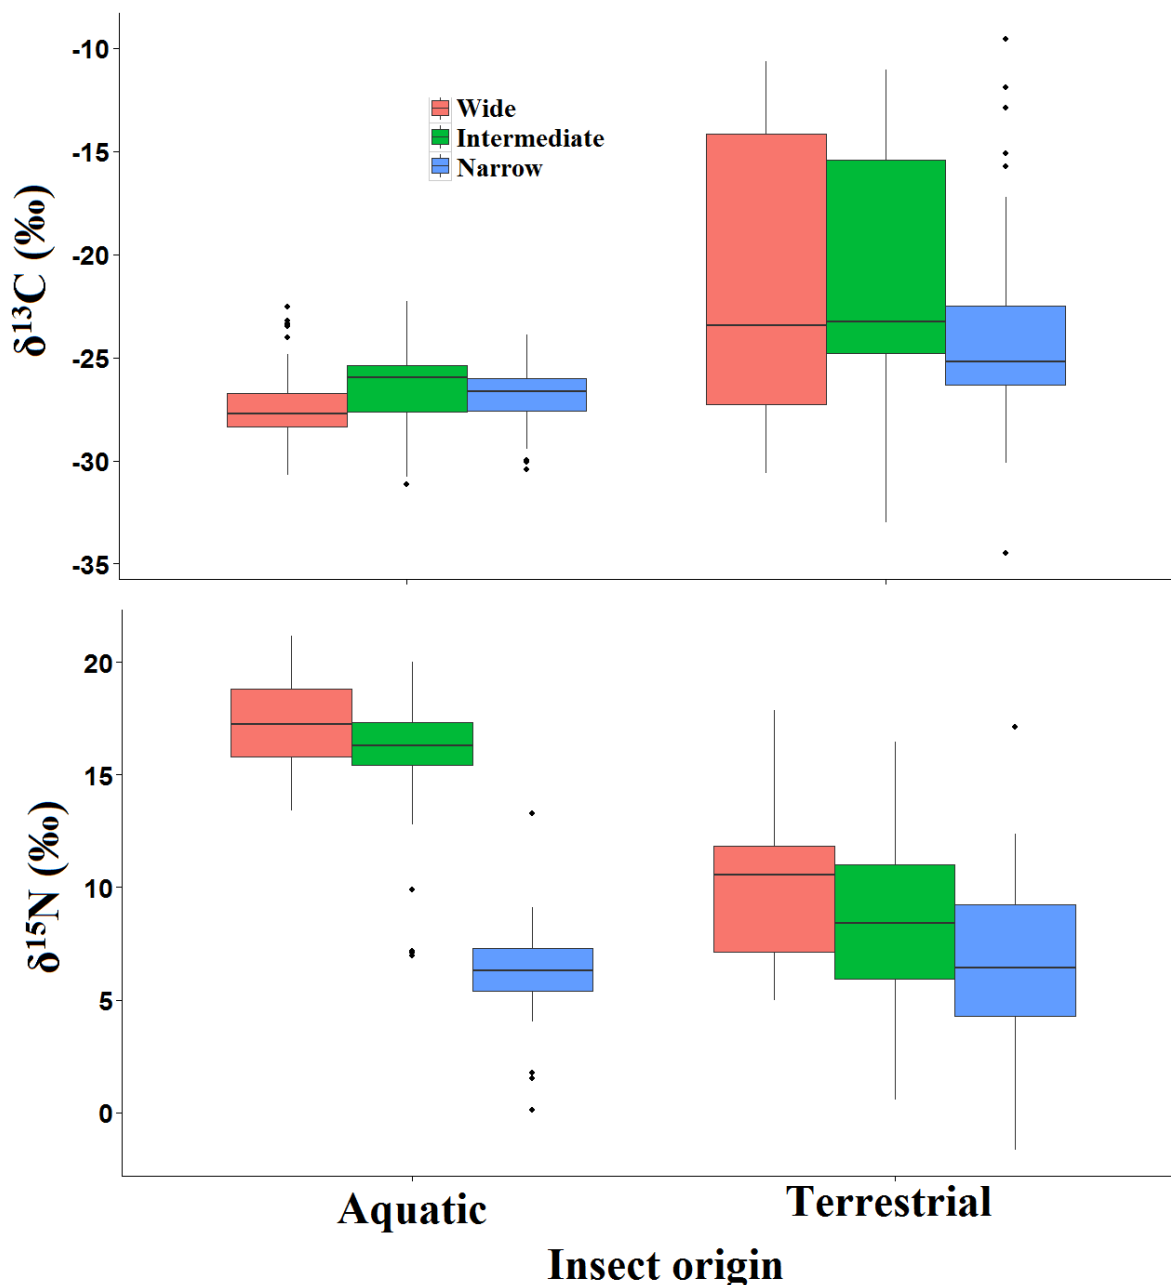 -10
-15
-20
-25
-30
-35
δ¹³C (‰)
Wide
Intermediate
Narrow
20
15
10
5
0
δ¹⁵N (‰)
Aquatic
Terrestrial
Insect origin